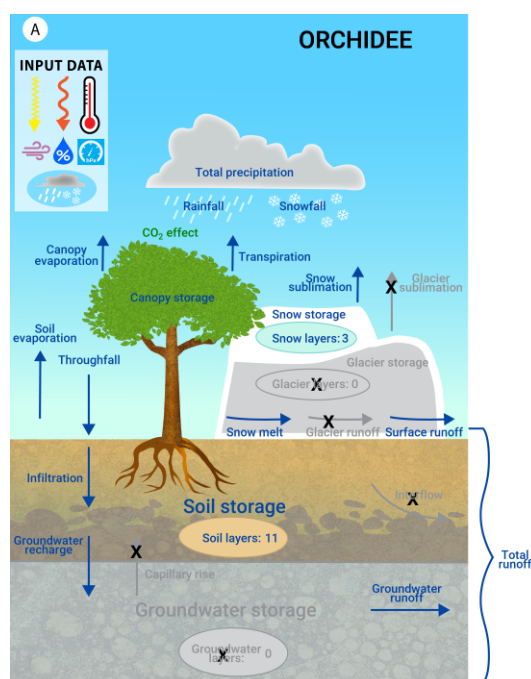 A
ORCHIDEE
INPUT DATA
%
hPa
Total precipitation
Rainfall
Snowfall
CO₂ effect
Canopy
evaporation
Transpiration
Canopy storage
Snow
sublimation
Glacier
sublimation
X
Snow storage
Snow layers: 3
Soil
evaporation
Throughfall
Glacier storage
Glacier layers: 0
X
Snow melt
Glacier runoff
X
Surface runoff
Infiltration
Soil storage
Interflow
X
Soil layers: 11
Groundwater
recharge
X
Capillary rise
Total
runoff
Groundwater
runoff
Groundwater storage
Groundwater
layers: 0
X